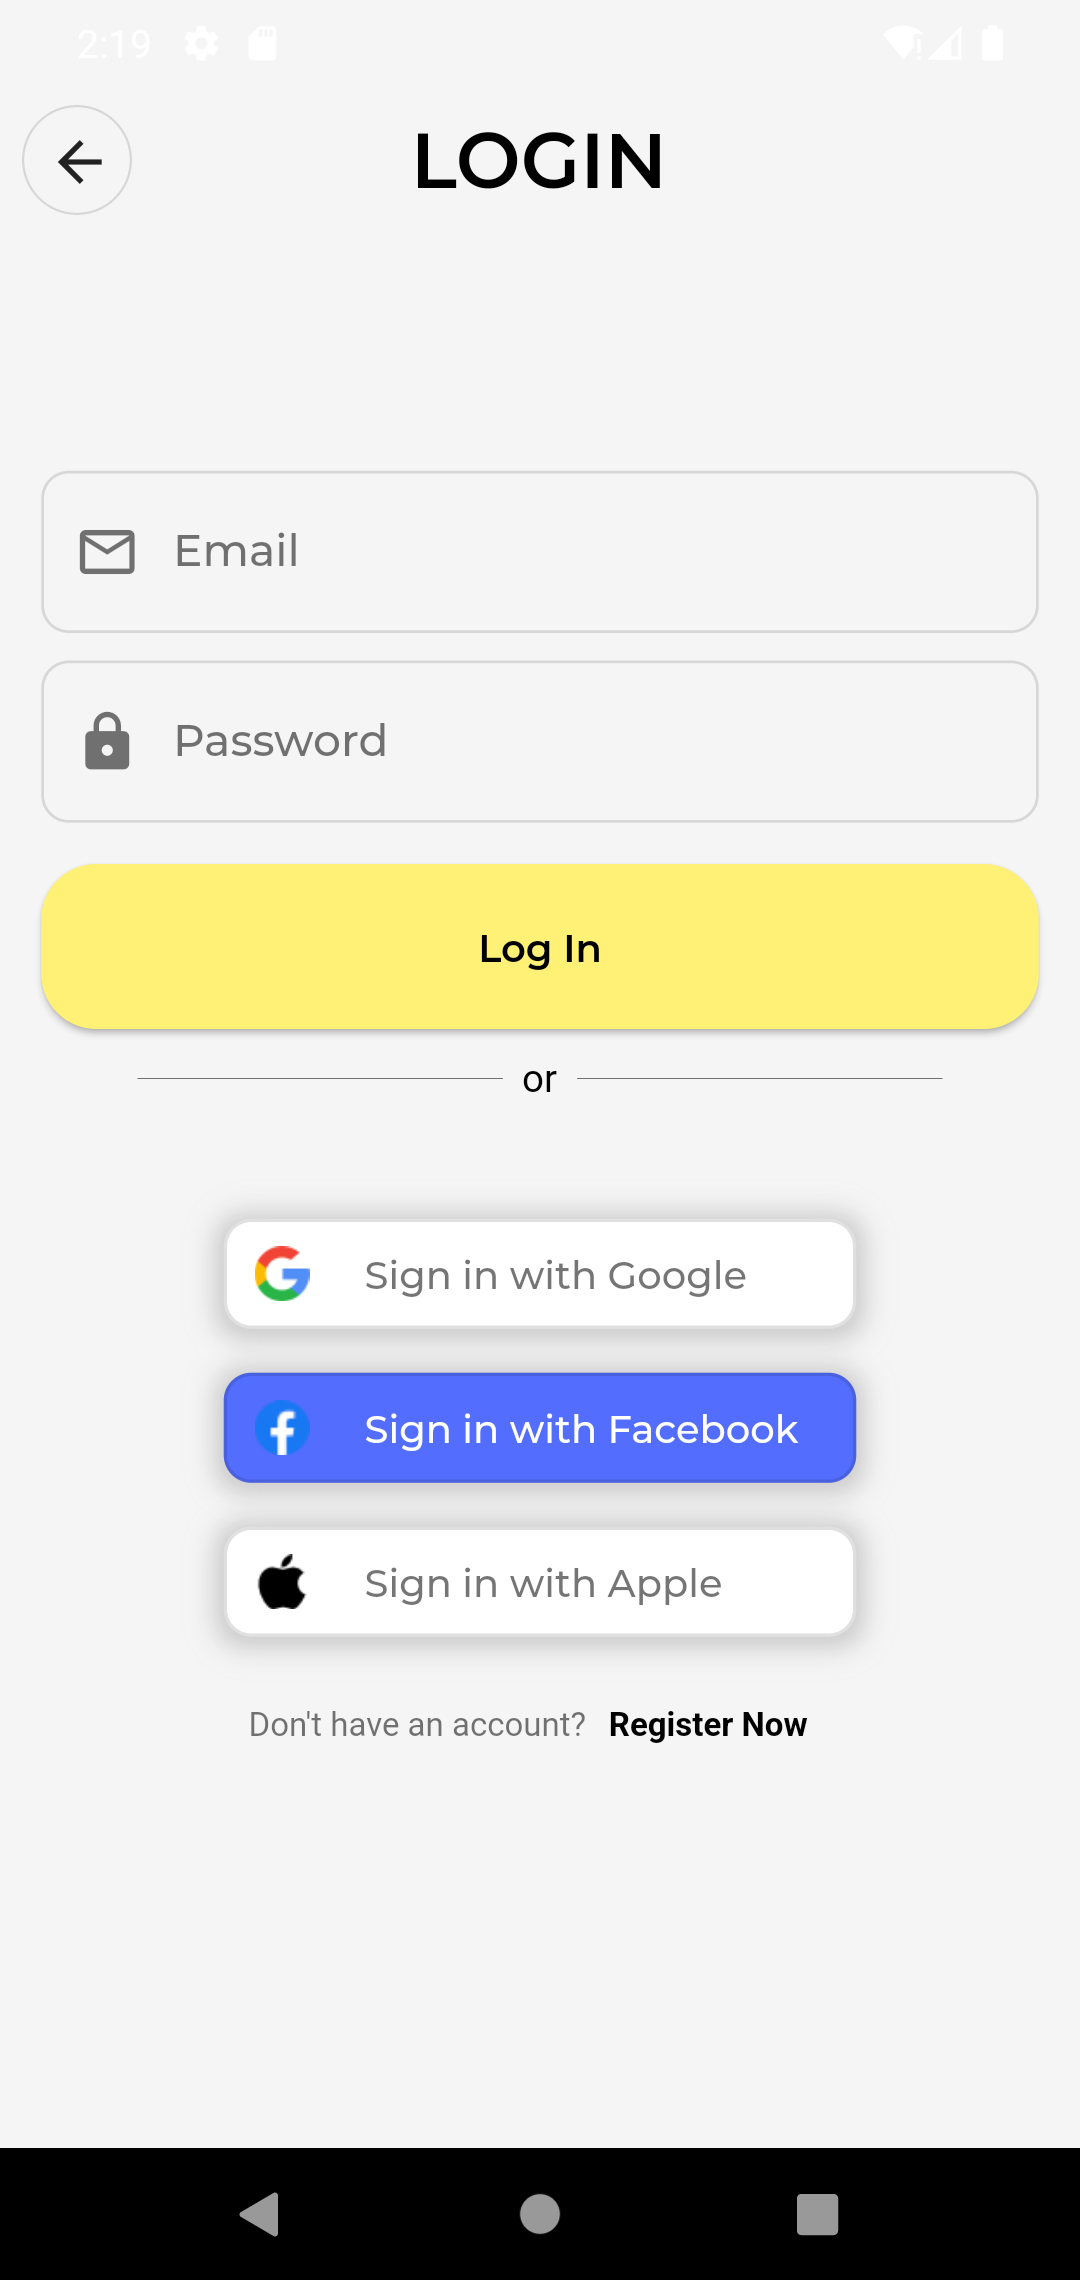 2:19
LOGIN
Email
Password
Log In
or
Sign in with Google
Sign in with Facebook
Sign in with Apple
Don't have an account? Register Now